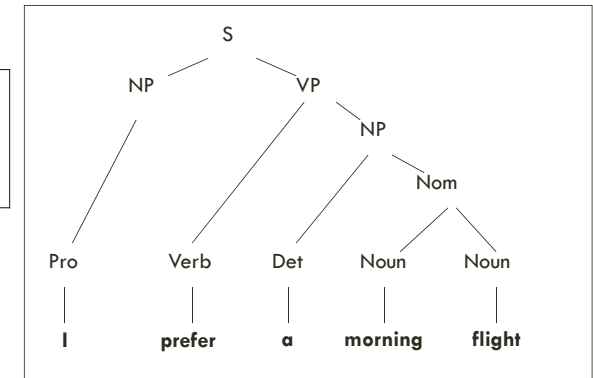 S
NP VP
NP
Nom
Pro Verb Det Noun Noun
I prefer a morning flight